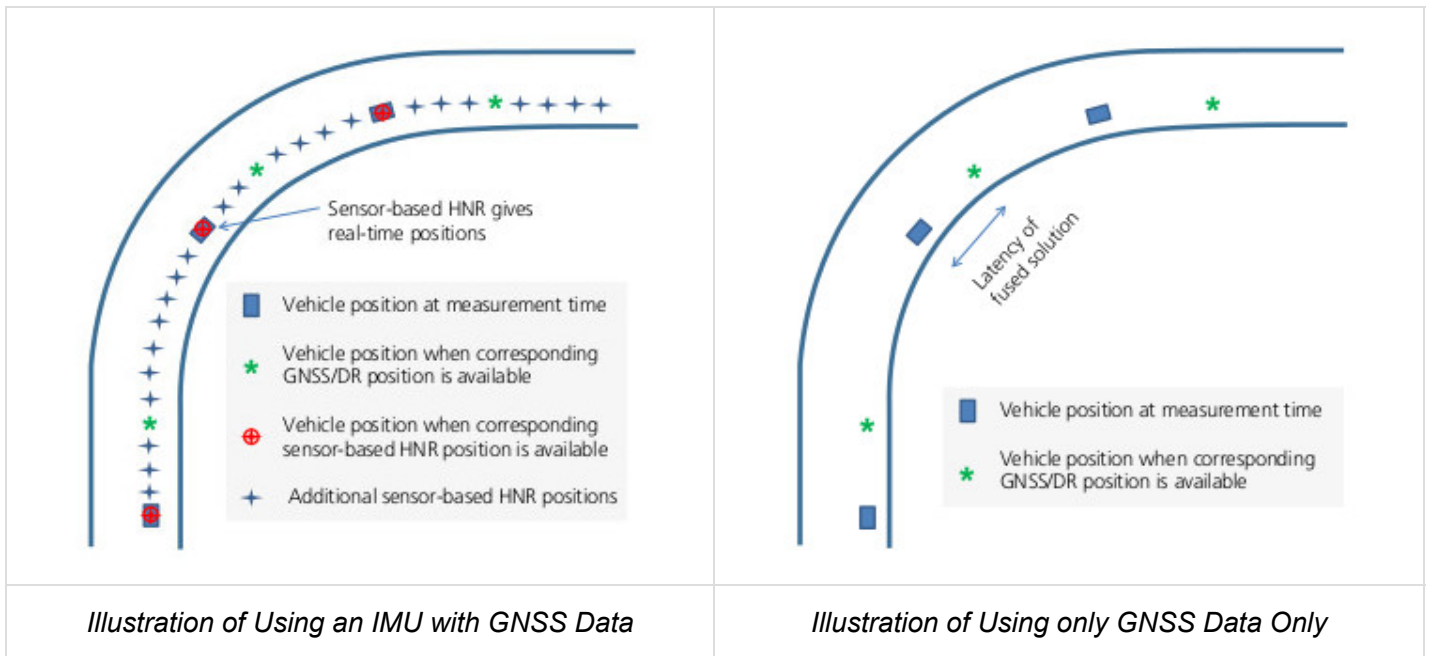 Sensor-based HNR gives
real-time positions
Vehicle position at measurement time
Vehicle position when corresponding
GNSS/DR position is available
Vehicle position when corresponding
sensor-based HNR position is available
Additional sensor-based HNR positions
Illustration of Using an IMU with GNSS Data
Latency of
fused solution
Vehicle position at measurement time
Vehicle position when corresponding
GNSS/DR position is available
Illustration of Using only GNSS Data Only